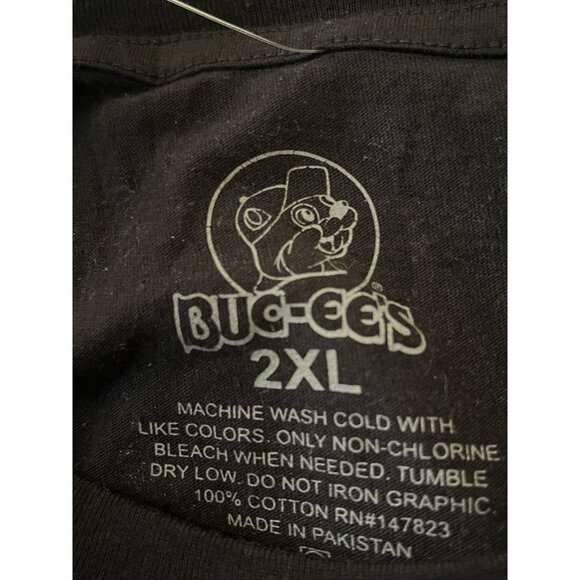 BUC-EE'S®
2XL
MACHINE WASH COLD WITH
LIKE COLORS. ONLY NON-CHLORINE
BLEACH WHEN NEEDED. TUMBLE
DRY LOW. DO NOT IRON GRAPHIC.
100% COTTON RN#147823
MADE IN PAKISTAN